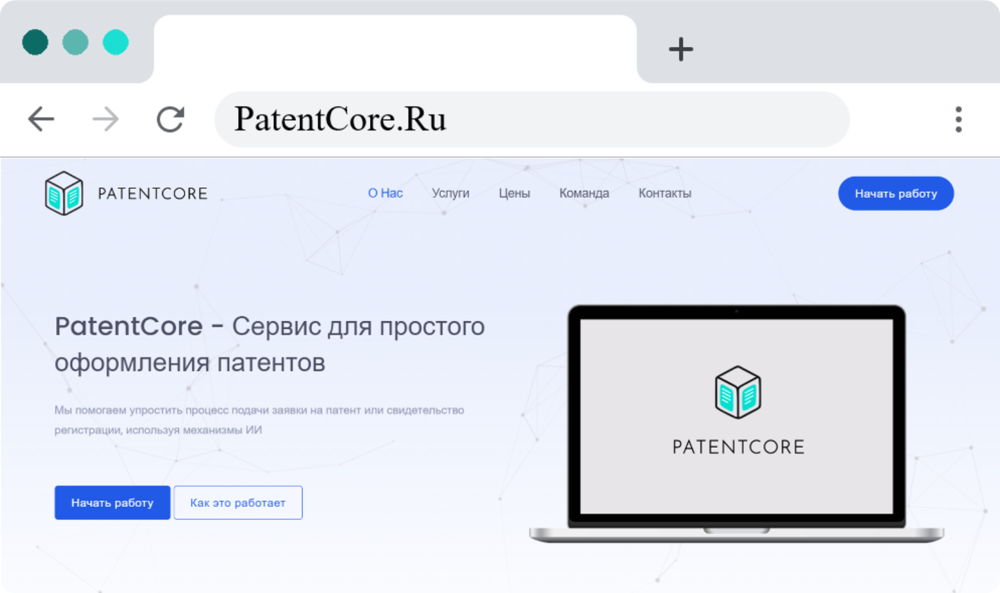 PatentCore.Ru
PATENTCORE
О Нас
Услуги
Цены
Команда
Контакты
Начать работу
PatentCore - Сервис для простого
оформления патентов
Мы помогаем упростить процесс подачи заявки на патент или свидетельство
регистрации, используя механизмы ИИ
Начать работу
Как это работает
PATENTCORE